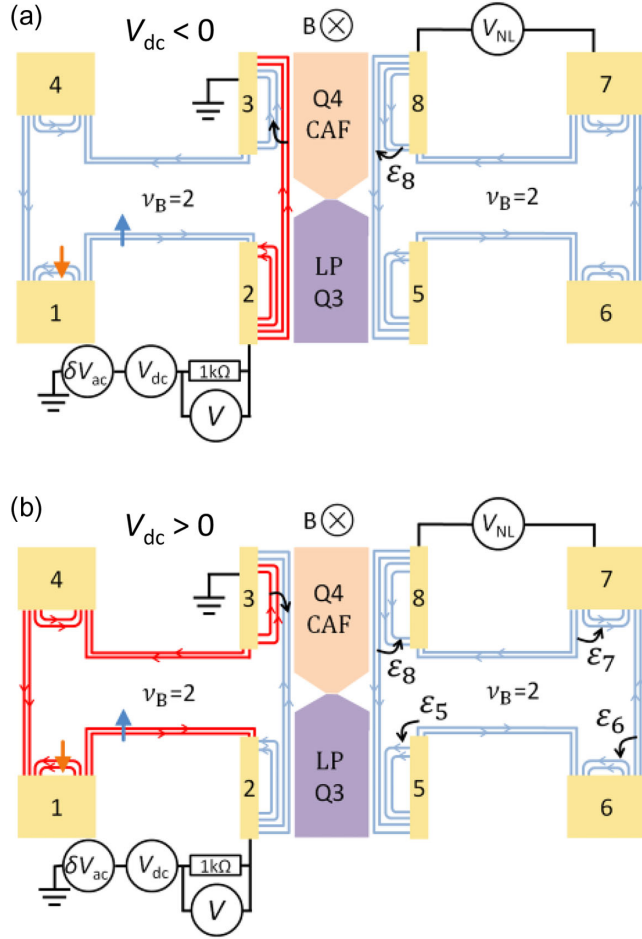 (a)
V_dc < 0
B ⊗
V_NL
4
3
Q4
CAF
8
7
ε_8
ν_B=2
ν_B=2
1
2
LP
Q3
5
6
δV_ac
V_dc
1kΩ
V
(b)
V_dc > 0
B ⊗
V_NL
4
3
Q4
CAF
8
7
ε_7
ε_8
ν_B=2
ν_B=2
ε_5
ε_6
1
2
LP
Q3
5
6
δV_ac
V_dc
1kΩ
V